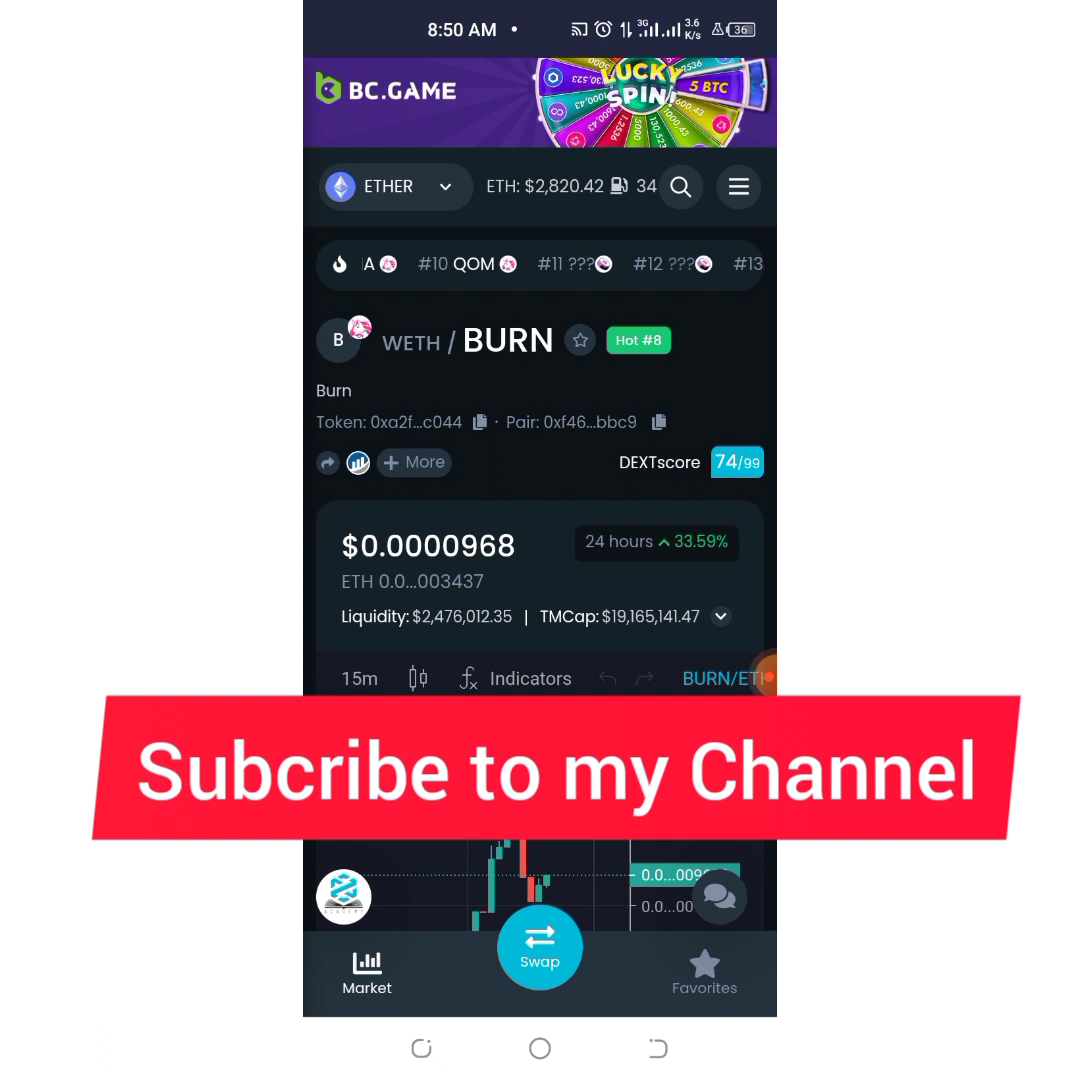 8:50 AM
3G
3.6
K/s
36
BC.GAME
LUCKY
SPIN!
5 BTC
ETHER
ETH: $2,820.42
34
#10 QOM
#11 ???
#12 ???
#13
B
WETH / BURN
Hot #8
Burn
Token: 0xa2f...c044 · Pair: 0xf46...bbc9
+ More
DEXTscore
74/99
$0.0000968
24 hours 33.59%
ETH 0.0...003437
Liquidity: $2,476,012.35 | TMCap: $19,165,141.47
15m
Indicators
BURN/ET
Subcribe to my Channel
ACADEMY
Swap
Market
Favorites